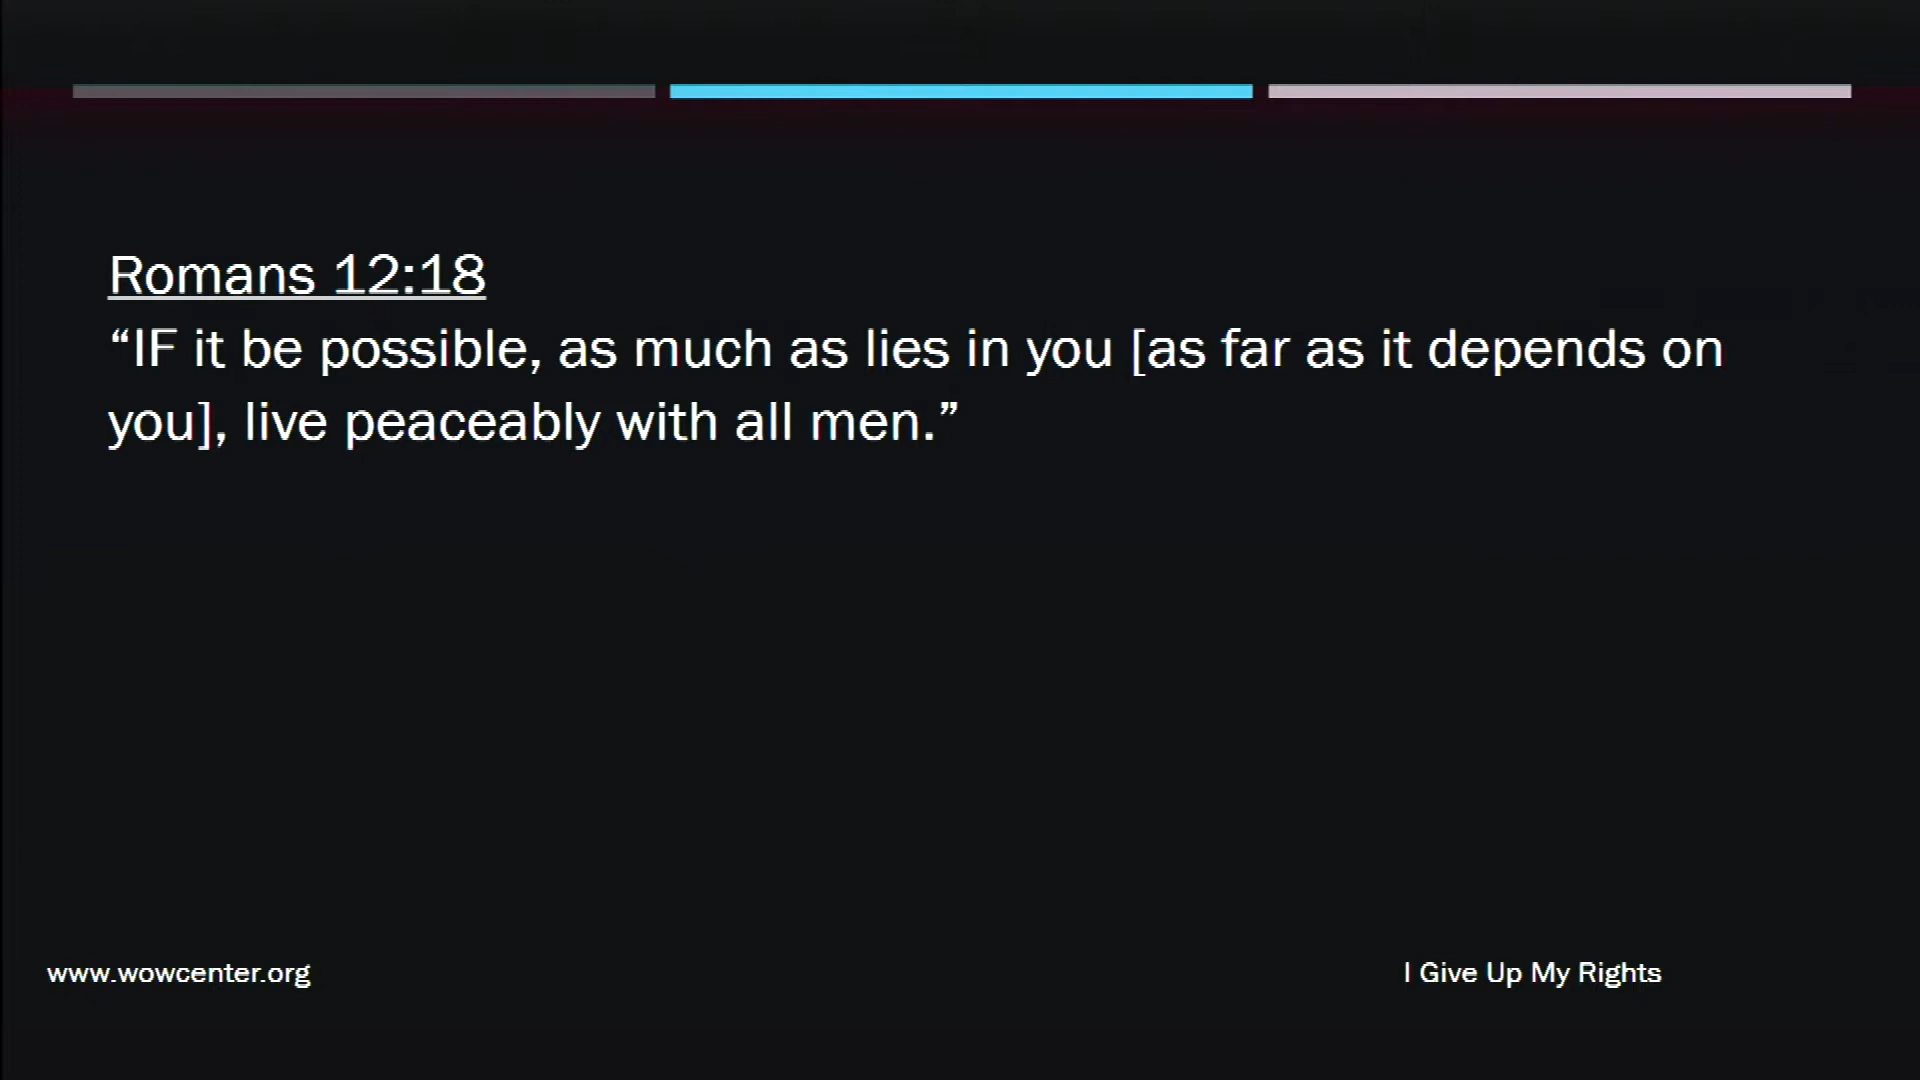 Romans 12:18
“IF it be possible, as much as lies in you [as far as it depends on
you], live peaceably with all men.”
www.wowcenter.org
I Give Up My Rights